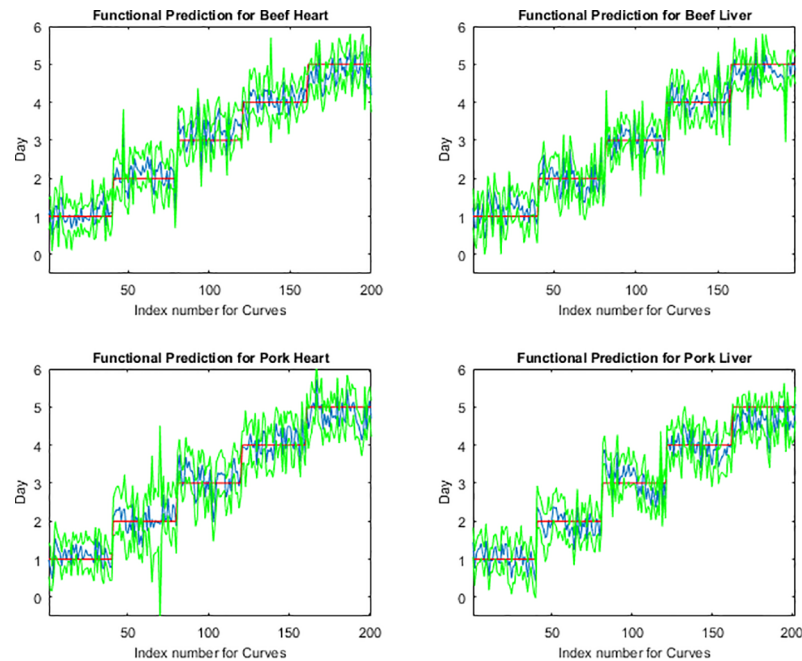 Functional Prediction for Beef Heart
6
5
4
3
2
1
0
Day
50 100 150 200
Index number for Curves
Functional Prediction for Beef Liver
6
5
4
3
2
1
0
Day
50 100 150
Index number for Curves
Functional Prediction for Pork Heart
6
5
4
3
2
1
0
Day
50 100 150 200
Index number for Curves
Functional Prediction for Pork Liver
6
5
4
3
2
1
0
Day
50 100 150 200
Index number for Curves